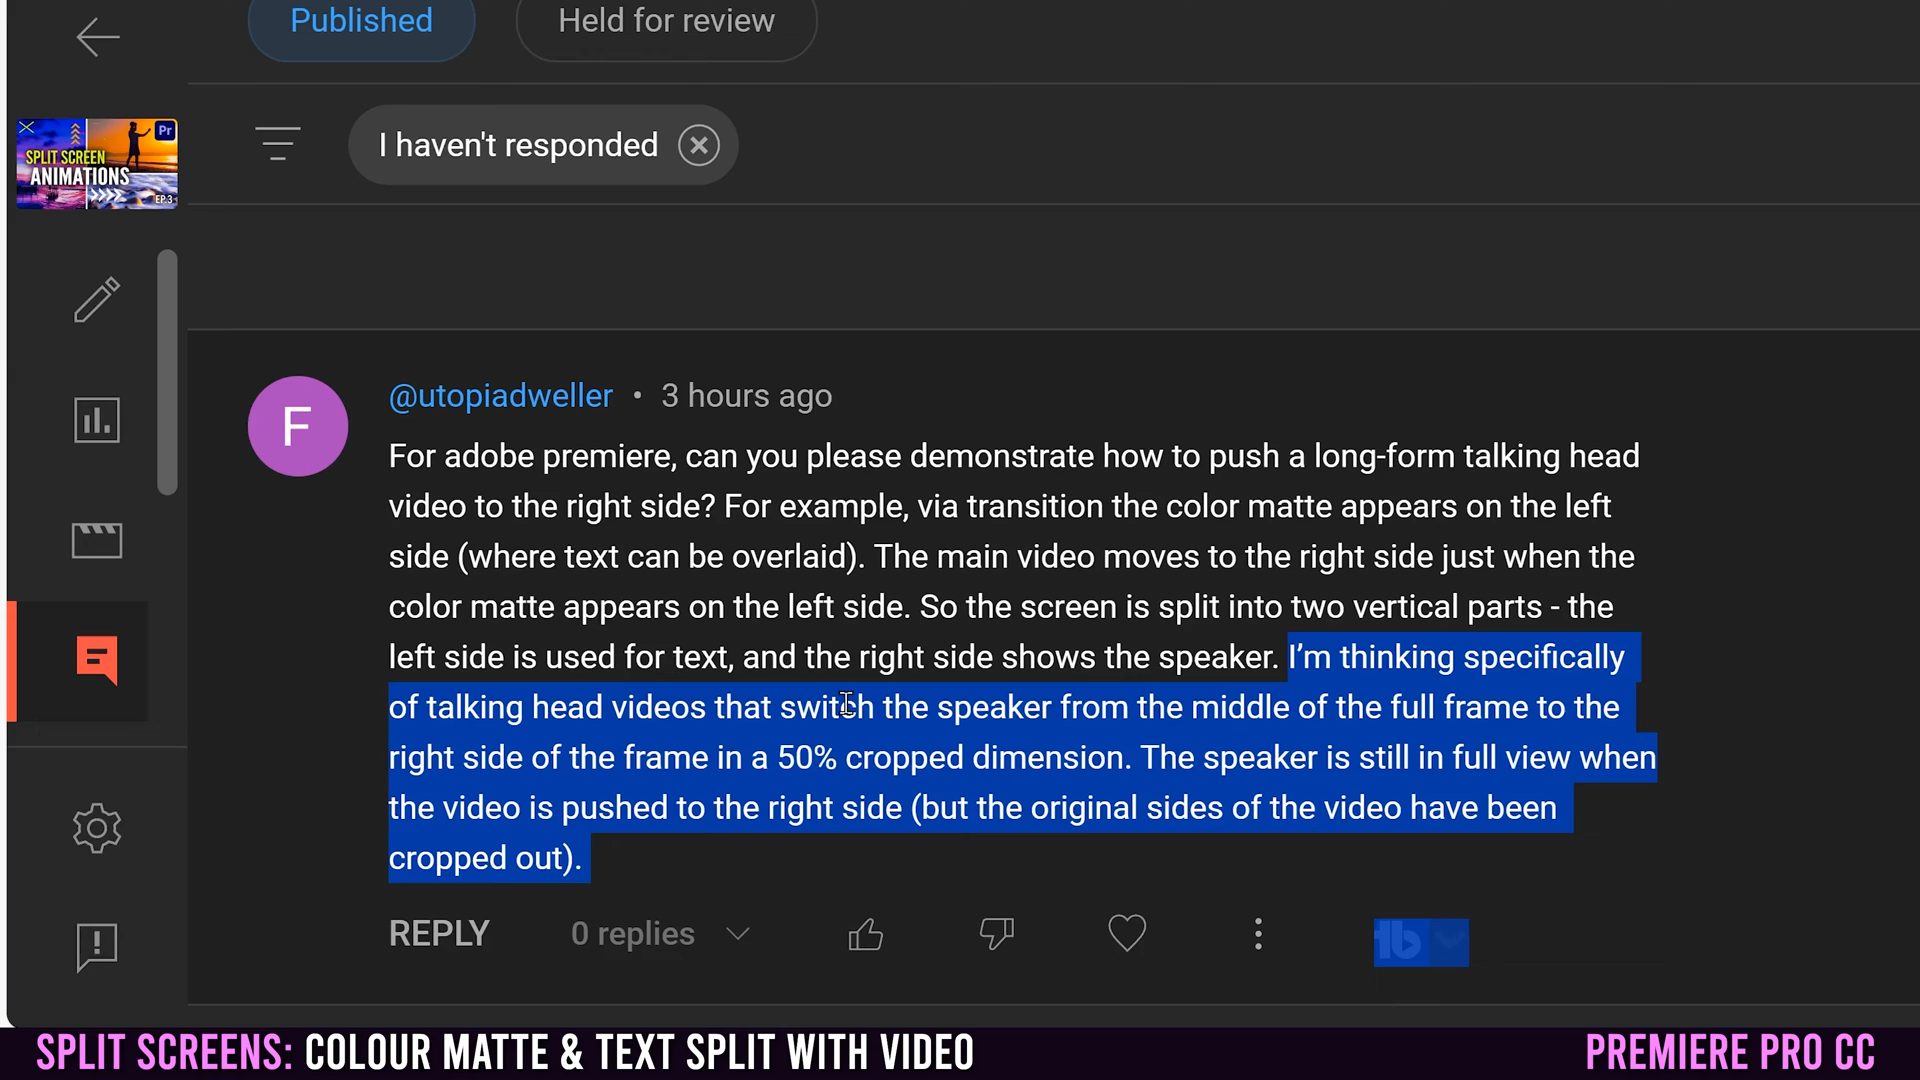 Published
Held for review
I haven't responded
Pr
SPLIT SCREEN
ANIMATIONS
EP.3
@utopiadweller • 3 hours ago
F
For adobe premiere, can you please demonstrate how to push a long-form talking head
video to the right side? For example, via transition the color matte appears on the left
side (where text can be overlaid). The main video moves to the right side just when the
color matte appears on the left side. So the screen is split into two vertical parts - the
left side is used for text, and the right side shows the speaker. I’m thinking specifically
of talking head videos that switch the speaker from the middle of the full frame to the
right side of the frame in a 50% cropped dimension. The speaker is still in full view when
the video is pushed to the right side (but the original sides of the video have been
cropped out).
REPLY
0 replies
SPLIT SCREENS: COLOUR MATTE & TEXT SPLIT WITH VIDEO
PREMIERE PRO CC